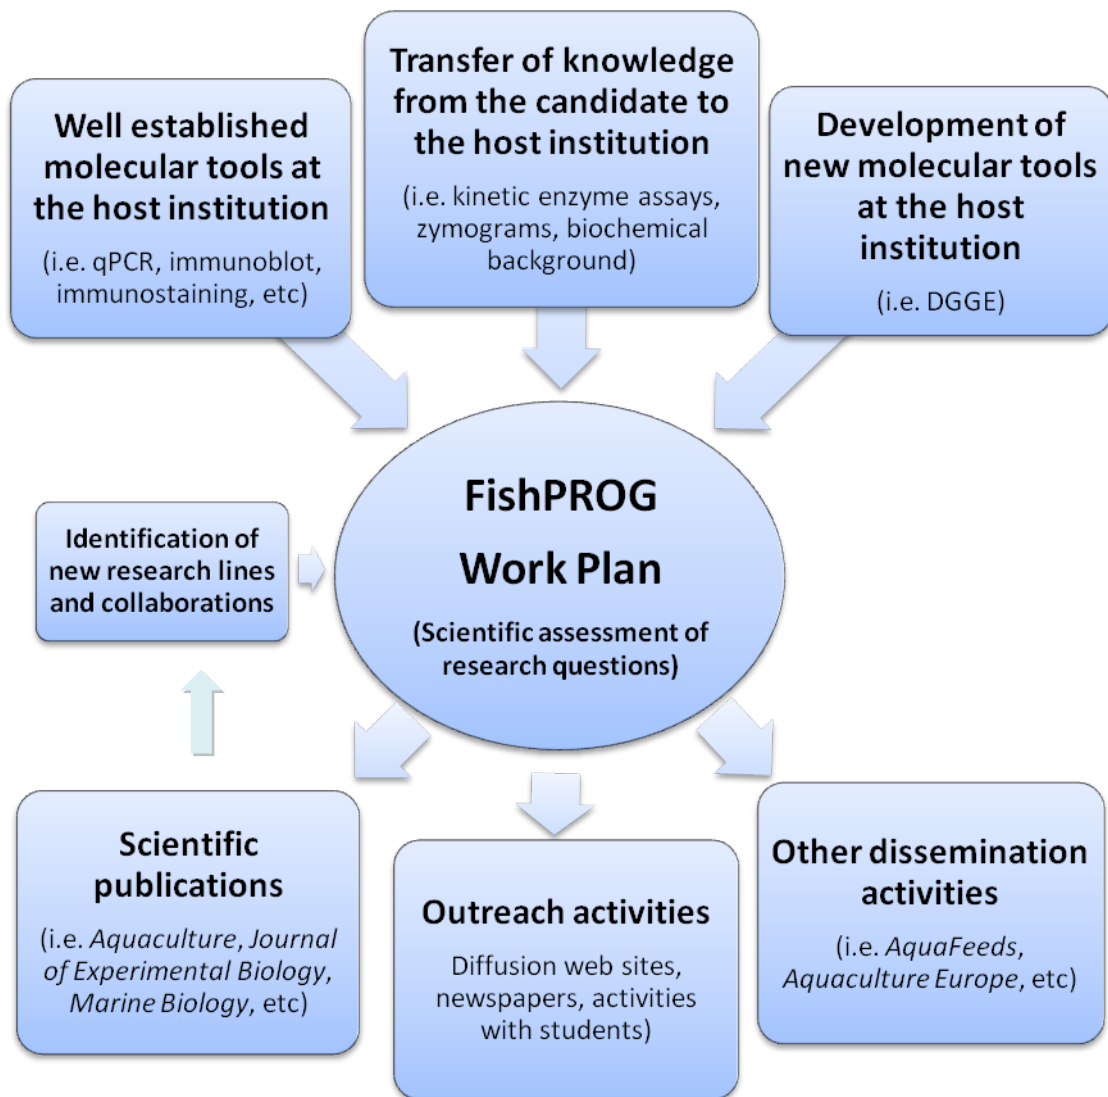 Well established
molecular tools at
the host institution
(i.e. qPCR, immunoblot,
immunostaining, etc)
Transfer of knowledge
from the candidate to
the host institution
(i.e. kinetic enzyme assays,
zymograms, biochemical
background)
Development of
new molecular tools
at the host
institution
(i.e. DGGE)
FishPROG
Work Plan
(Scientific assessment of
research questions)
Identification of
new research lines
and collaborations
Scientific
publications
(i.e. Aquaculture, Journal
of Experimental Biology,
Marine Biology, etc)
Outreach activities
Diffusion web sites,
newspapers, activities
with students)
Other dissemination
activities
(i.e. AquaFeeds,
Aquaculture Europe, etc)